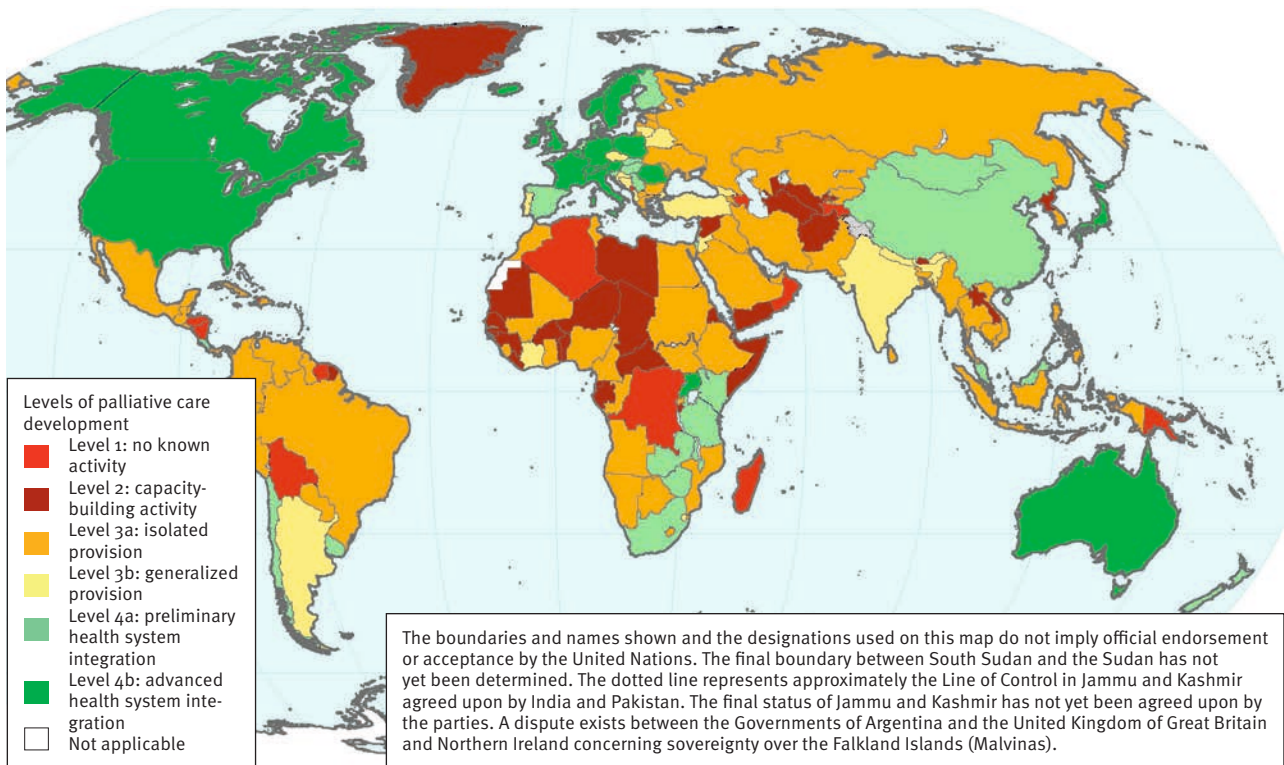 Levels of palliative care
development
Level 1: no known
activity
Level 2: capacity-
building activity
Level 3a: isolated
provision
Level 3b: generalized
provision
Level 4a: preliminary
health system
integration
Level 4b: advanced
health system inte-
gration
Not applicable
The boundaries and names shown and the designations used on this map do not imply official endorsement
or acceptance by the United Nations. The final boundary between South Sudan and the Sudan has not
yet been determined. The dotted line represents approximately the Line of Control in Jammu and Kashmir
agreed upon by India and Pakistan. The final status of Jammu and Kashmir has not yet been agreed upon by
the parties. A dispute exists between the Governments of Argentina and the United Kingdom of Great Britain
and Northern Ireland concerning sovereignty over the Falkland Islands (Malvinas).